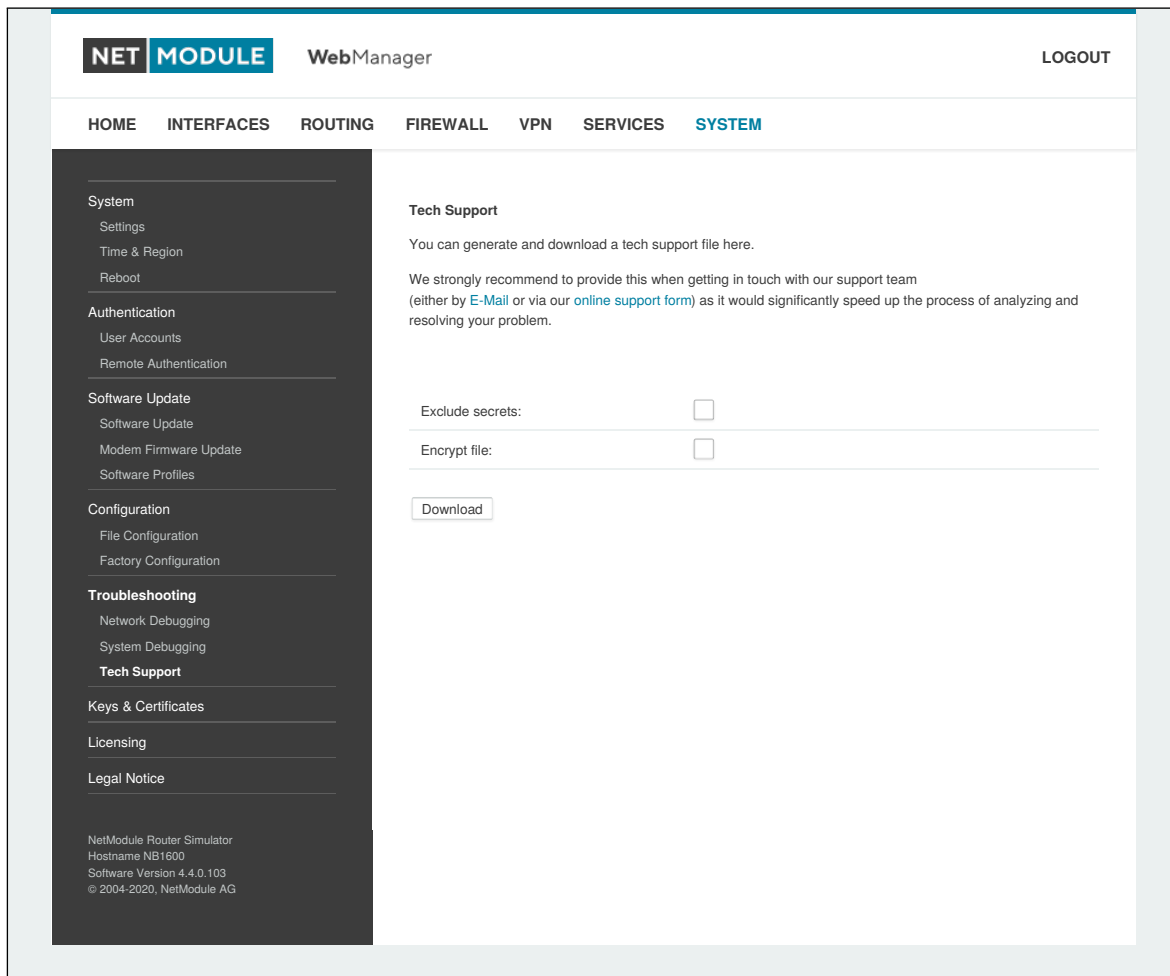 NET MODULE WebManager LOGOUT
HOME INTERFACES ROUTING FIREWALL VPN SERVICES SYSTEM
System
Settings
Time & Region
Reboot
Authentication
User Accounts
Remote Authentication
Software Update
Software Update
Modem Firmware Update
Software Profiles
Configuration
File Configuration
Factory Configuration
Troubleshooting
Network Debugging
System Debugging
Tech Support
Keys & Certificates
Licensing
Legal Notice
NetModule Router Simulator
Hostname NB1600
Software Version 4.4.0.103
© 2004-2020, NetModule AG
Tech Support
You can generate and download a tech support file here.
We strongly recommend to provide this when getting in touch with our support team
(either by E-Mail or via our online support form) as it would significantly speed up the process of analyzing and
resolving your problem.
Exclude secrets:
Encrypt file:
Download